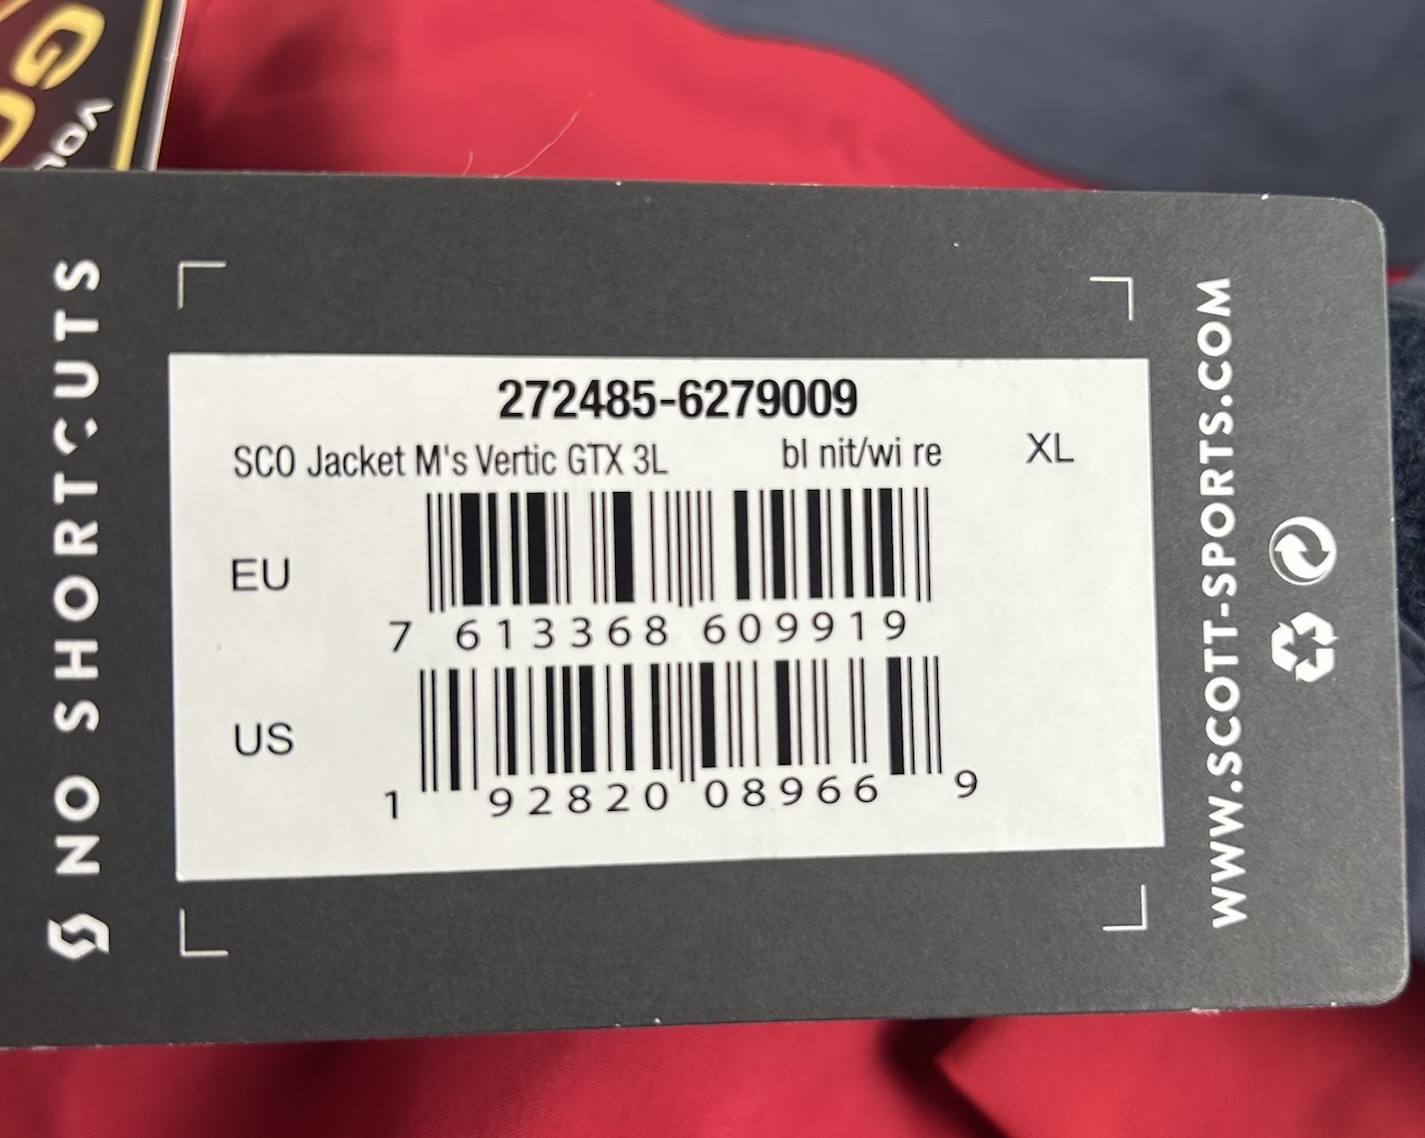 NO SHORTCUTS
272485-6279009
SCO Jacket M's Vertic GTX 3L bl nit/wi re XL
EU
7 613368 609919
US
1 92820 08966 9
WWW.SCOTT-SPORTS.COM